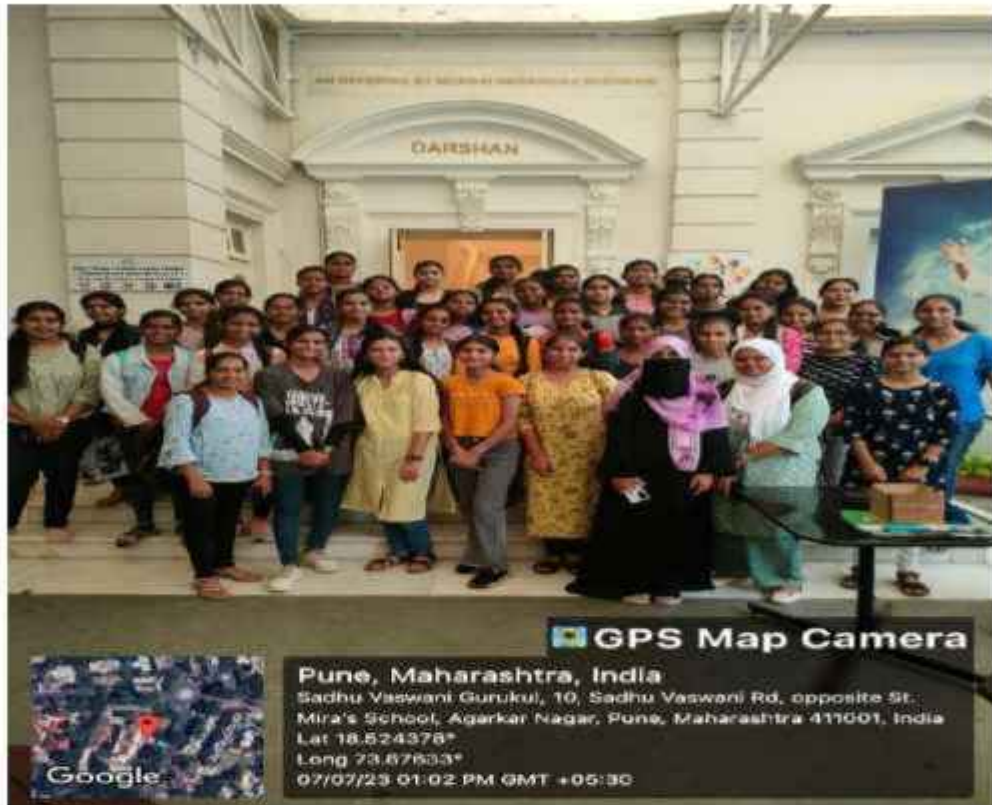 DARSHAN
GPS Map Camera
Pune, Maharashtra, India
Sadhu Vaswani Gurukul, 10, Sadhu Vaswani Rd, opposite St.
Mira's School, Agarkar Nagar, Pune, Maharashtra 411001, India
Lat 18.524378°
Long 73.87633°
07/07/23 01:02 PM GMT +05:30
Google